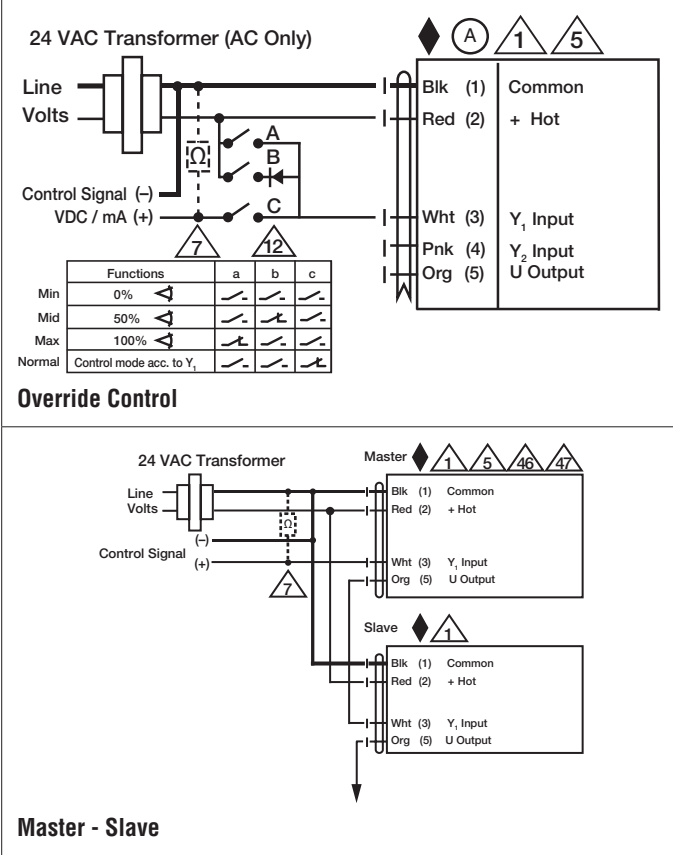 24 VAC Transformer (AC Only)
A 1 5
Line
Volts
Blk (1) Common
Red (2) + Hot
A
B
Ω
Control Signal (–)
VDC / mA (+)
C
Wht (3) Y1 Input
Pnk (4) Y2 Input
Org (5) U Output
7 12
Functions a b c
Min 0%
Mid 50%
Max 100%
Normal Control mode acc. to Y1
Override Control
24 VAC Transformer
Master 1 5 46 47
Line
Volts
Blk (1) Common
Red (2) + Hot
Ω
(–)
Control Signal
(+)
Wht (3) Y1 Input
Org (5) U Output
7
Slave 1
Blk (1) Common
Red (2) + Hot
Wht (3) Y1 Input
Org (5) U Output
Master - Slave